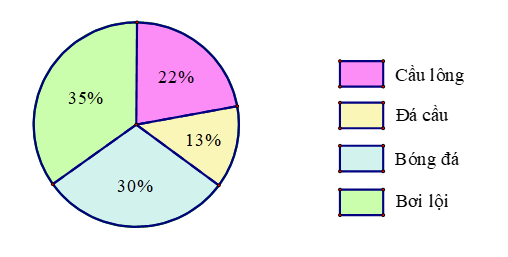 22%
35%
13%
30%
Cầu lông
Đá cầu
Bóng đá
Bơi lội